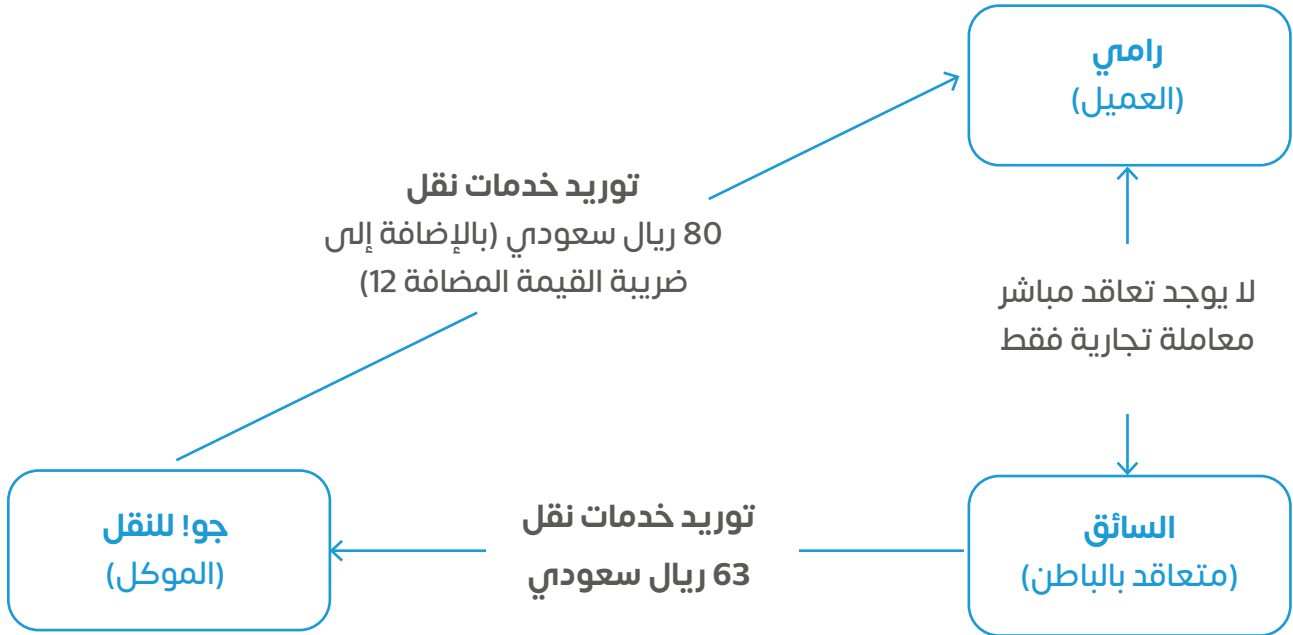 رامي
(العميل)
توريد خدمات نقل
80 ريال سعودي (بالإضافة إلى
ضريبة القيمة المضافة 12)
لا يوجد تعاقد مباشر
معاملة تجارية فقط
جو! للنقل
(الموكل)
توريد خدمات نقل
63 ريال سعودي
السائق
(متعاقد بالباطن)